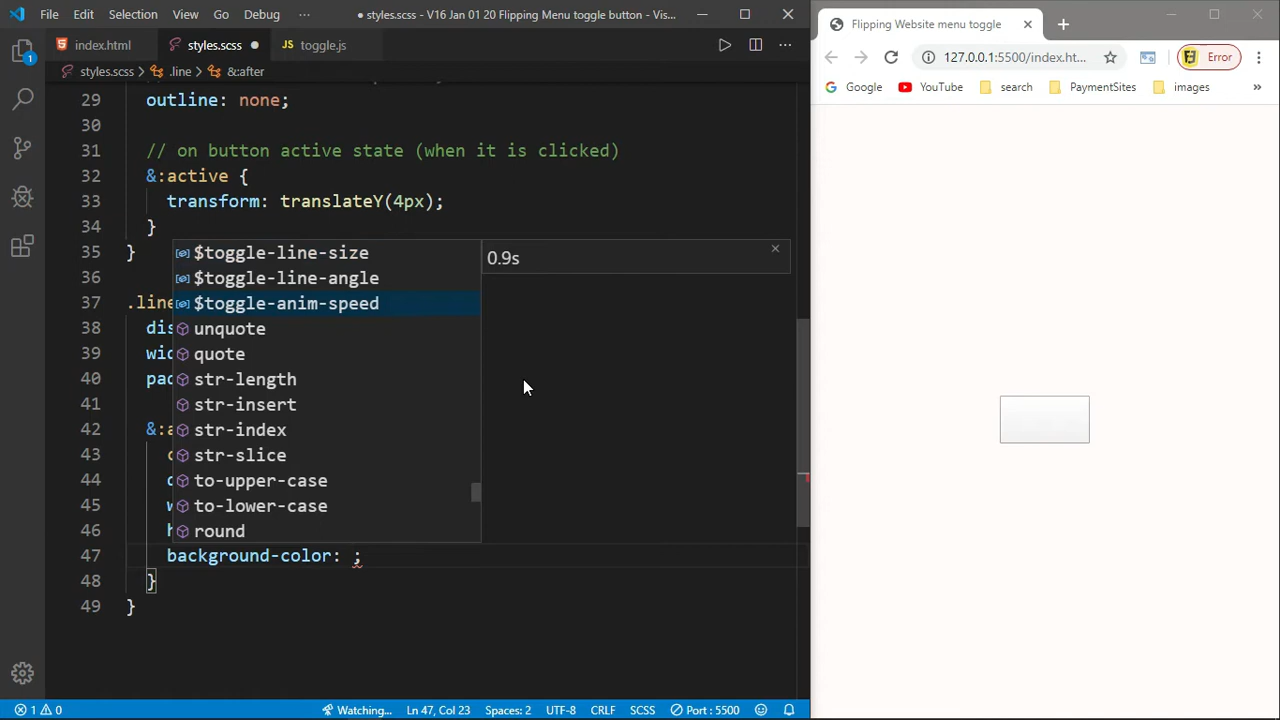 File Edit Selection View Go Debug ··· ● styles.scss - V16 Jan 01 20 Flipping Menu toggle button - Vis...
index.html styles.scss toggle.js
styles.scss > .line > &:after
29 outline: none;
30
31 // on button active state (when it is clicked)
32 &:active {
33 transform: translateY(4px);
34 }
35 }
36
37 .line
38 dis
39 wid
40 pad
41
42 &:a
43 c
44 d
45 w
46 h
47 background-color: ;
48 }
49 }
$toggle-line-size 0.9s
$toggle-line-angle
$toggle-anim-speed
unquote
quote
str-length
str-insert
str-index
str-slice
to-upper-case
to-lower-case
round
1
1 0 Watching... Ln 47, Col 23 Spaces: 2 UTF-8 CRLF SCSS Port : 5500
Flipping Website menu toggle
127.0.0.1:5500/index.ht... Error
Google YouTube search PaymentSites images »